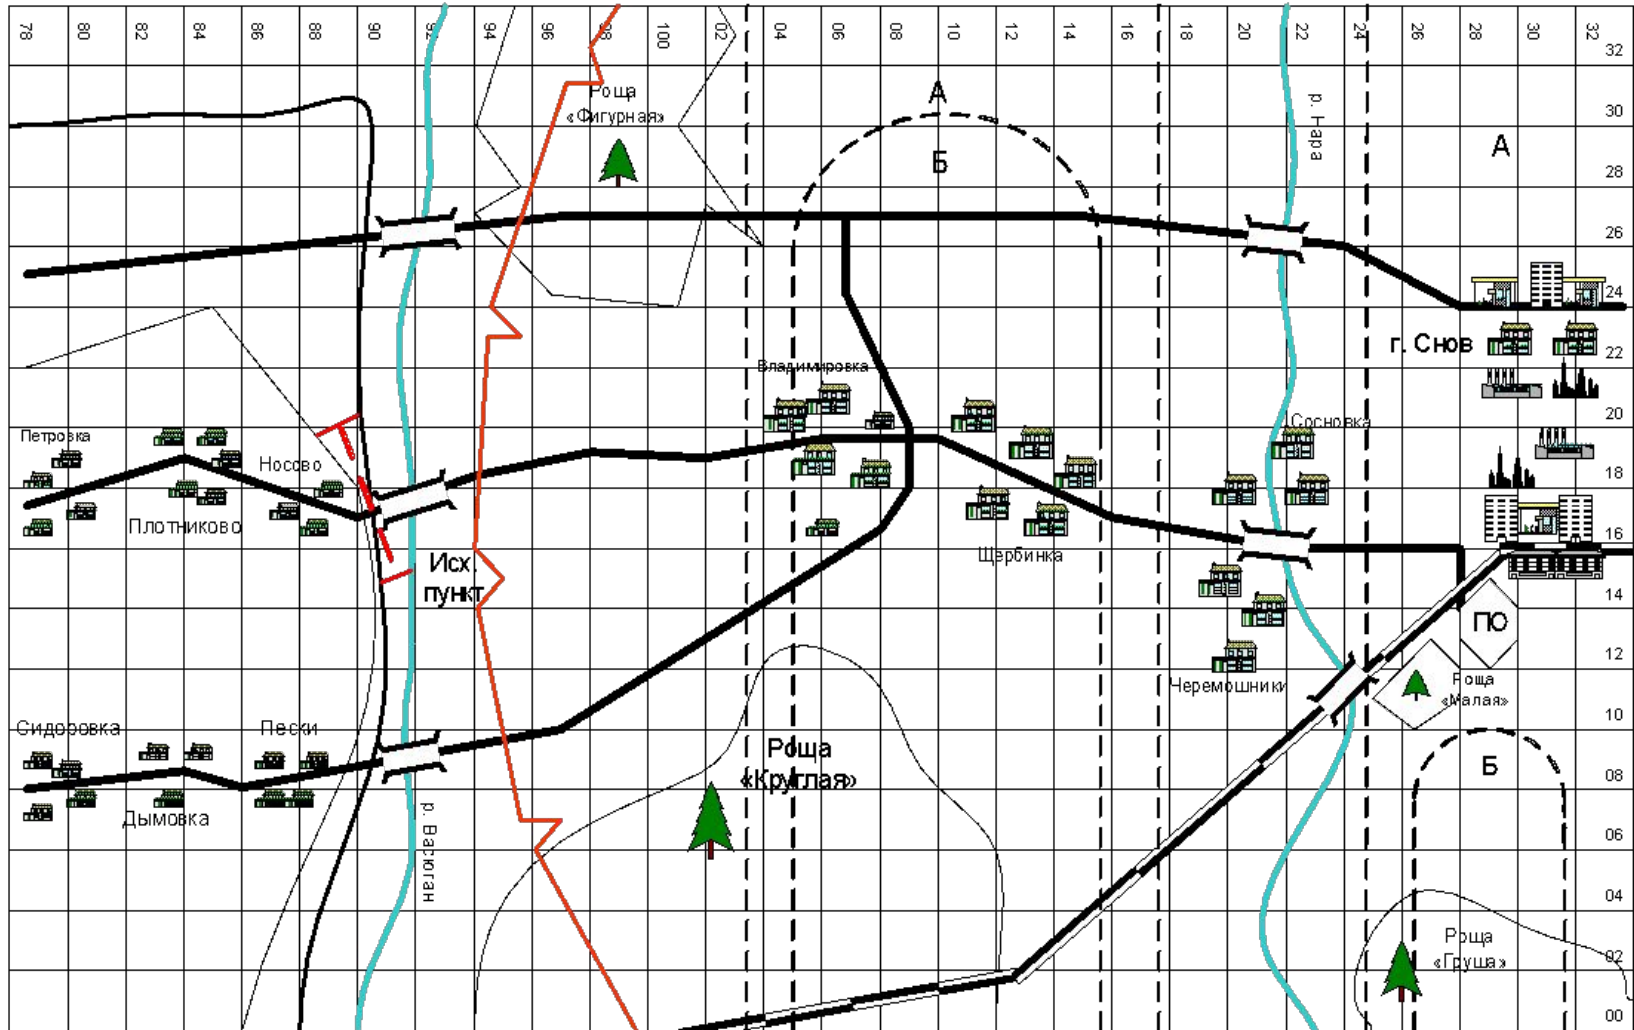 78 80 82 84 86 88 90 92 94 96 98 100 02 04 06 08 10 12 14 16 18 20 22 24 26 28 30 32
32
Роща
«Фигурная»
А
р. Нара
30
А
Б
28
26
24
г. Снов
22
Владимировка
20
Сосновка
Петровка
Носово
18
Плотниково
16
Щербинка
Исх.
пункт
14
ПО
12
Черемошники
Роща
«Малая»
10
Сидоровка
Пески
Роща
«Круглая»
Б
08
Дымовка
р. Васюган
06
04
Роща
«Груша»
02
00